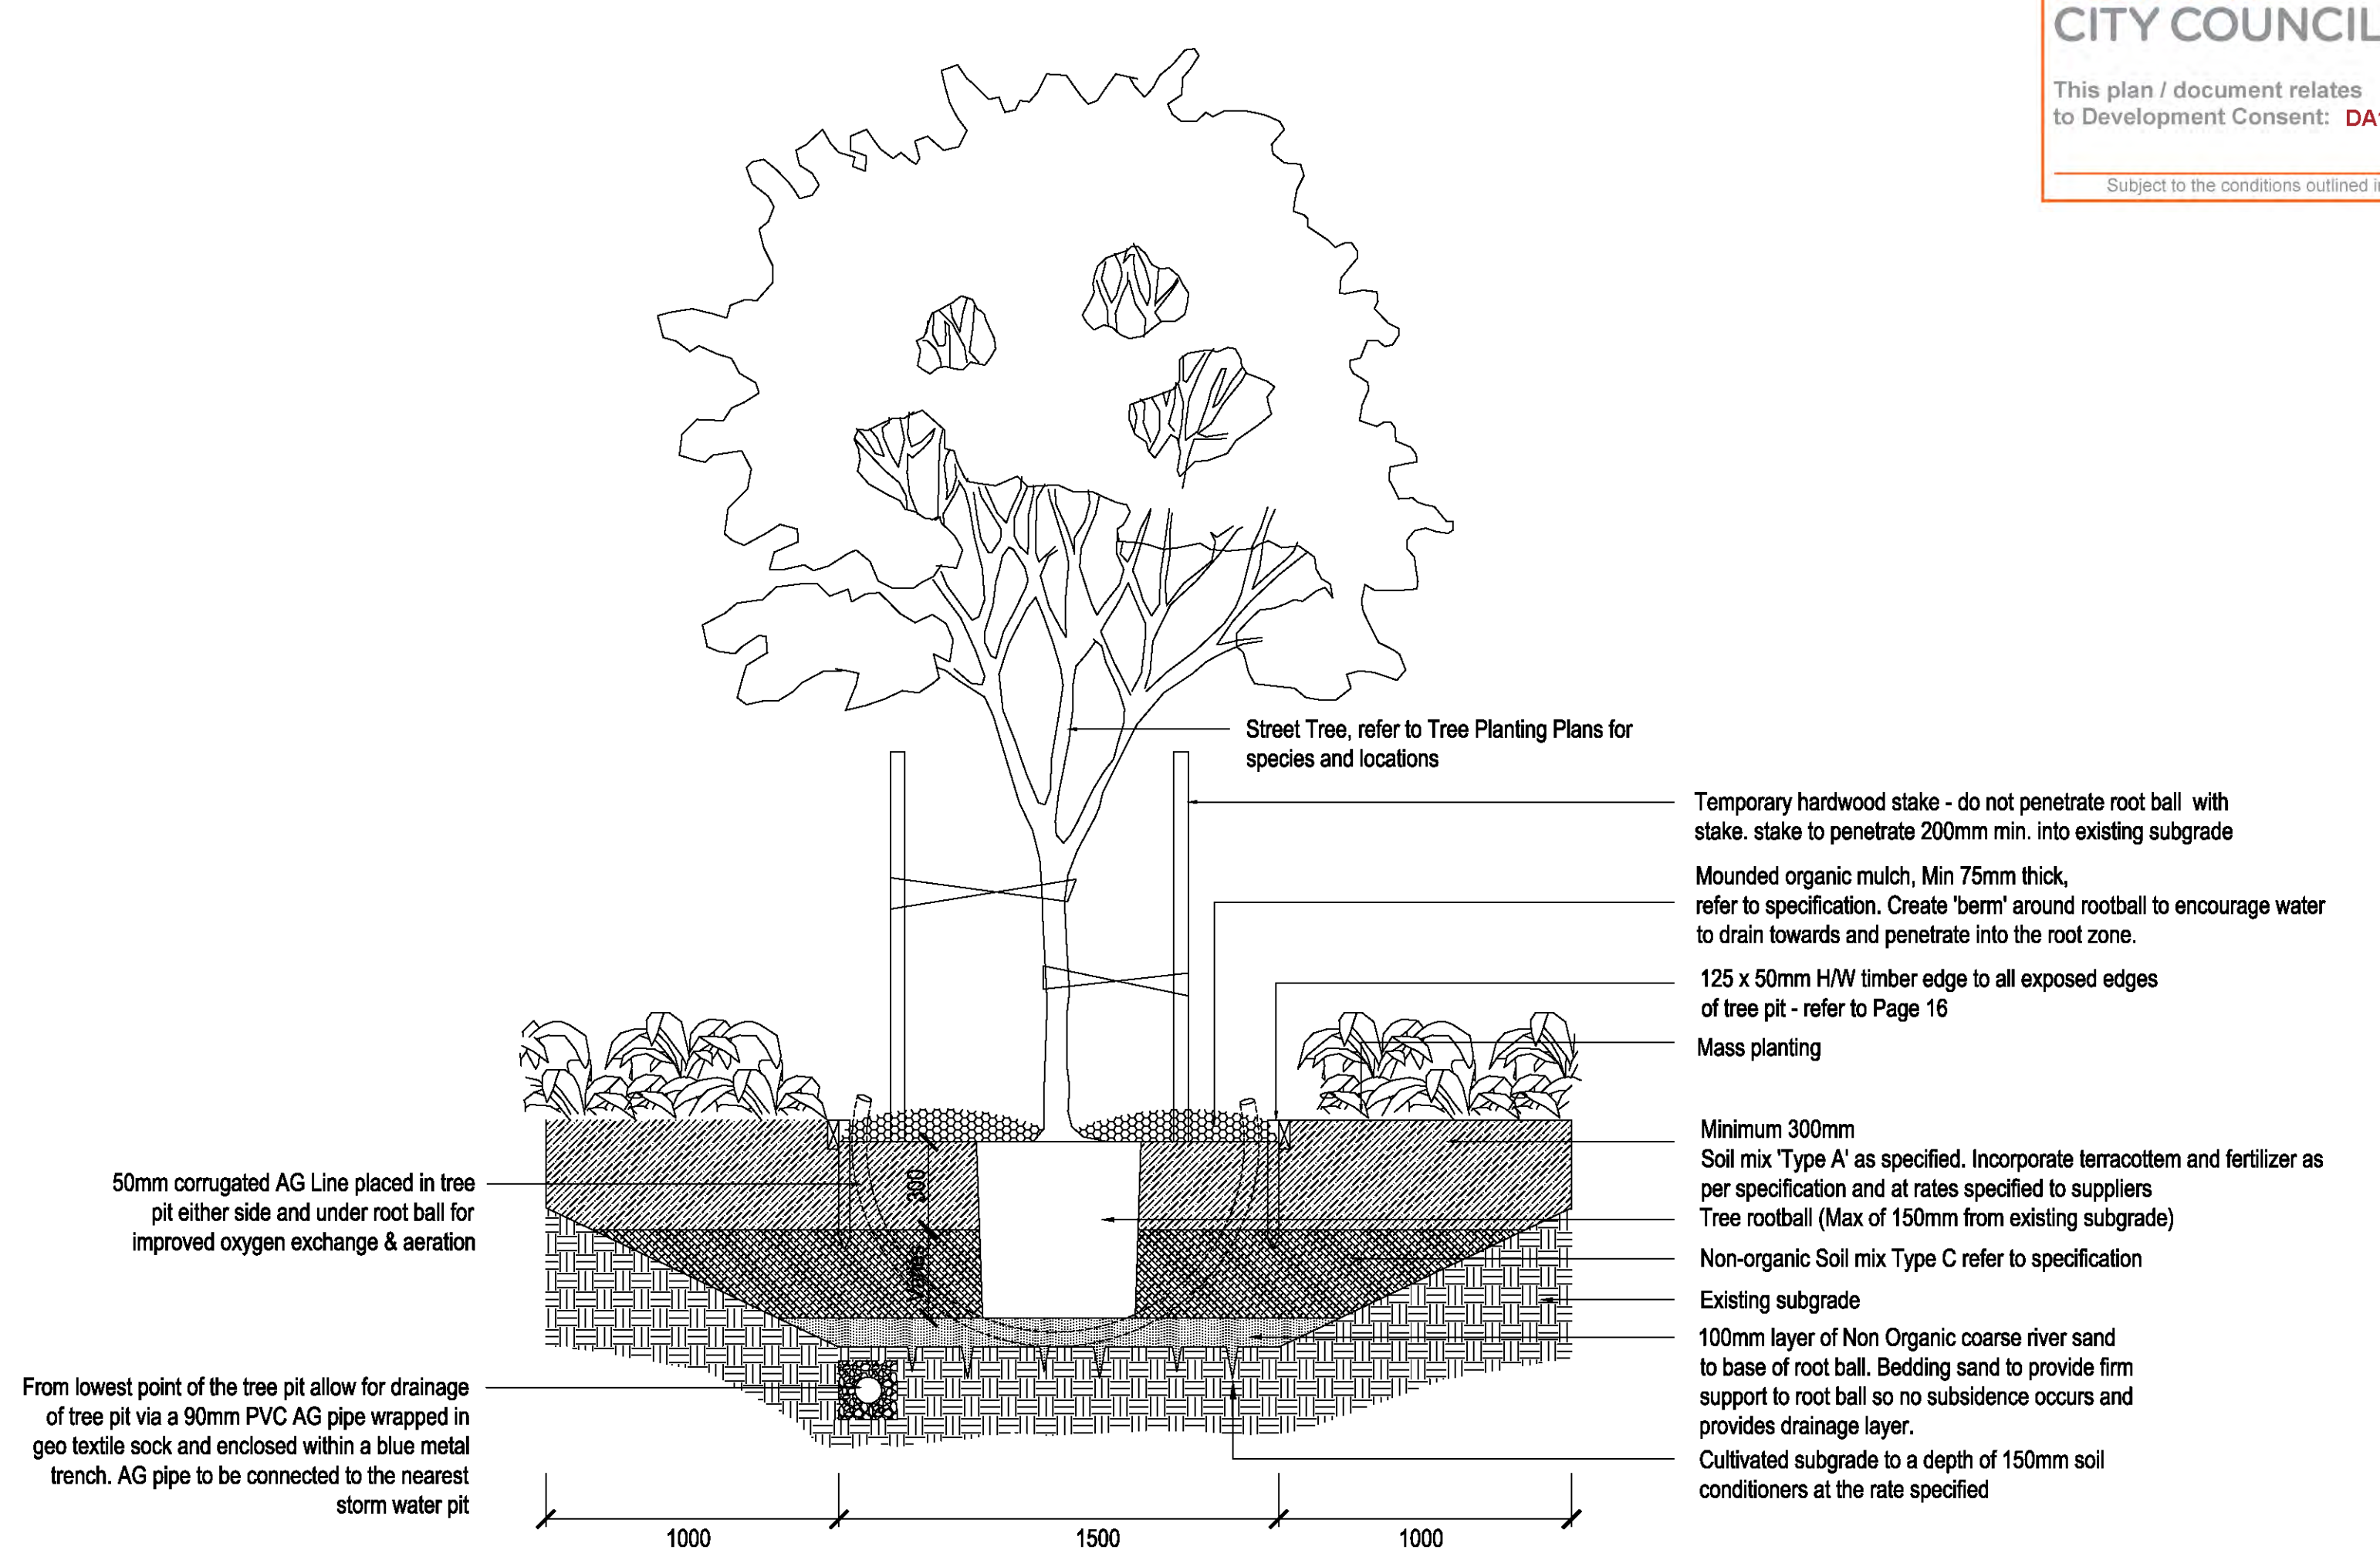 CITY COUNCIL
This plan / document relates
to Development Consent: DA
Subject to the conditions outlined
Street Tree, refer to Tree Planting Plans for
species and locations
Temporary hardwood stake - do not penetrate root ball with
stake. stake to penetrate 200mm min. into existing subgrade
Mounded organic mulch, Min 75mm thick,
refer to specification. Create 'berm' around rootball to encourage water
to drain towards and penetrate into the root zone.
125 x 50mm H/W timber edge to all exposed edges
of tree pit - refer to Page 16
Mass planting
Minimum 300mm
Soil mix 'Type A' as specified. Incorporate terracottem and fertilizer as
per specification and at rates specified to suppliers
Tree rootball (Max of 150mm from existing subgrade)
Non-organic Soil mix Type C refer to specification
Existing subgrade
100mm layer of Non Organic coarse river sand
to base of root ball. Bedding sand to provide firm
support to root ball so no subsidence occurs and
provides drainage layer.
Cultivated subgrade to a depth of 150mm soil
conditioners at the rate specified
50mm corrugated AG Line placed in tree
pit either side and under root ball for
improved oxygen exchange & aeration
From lowest point of the tree pit allow for drainage
of tree pit via a 90mm PVC AG pipe wrapped in
geo textile sock and enclosed within a blue metal
trench. AG pipe to be connected to the nearest
storm water pit
300
Varies
1000
1500
1000